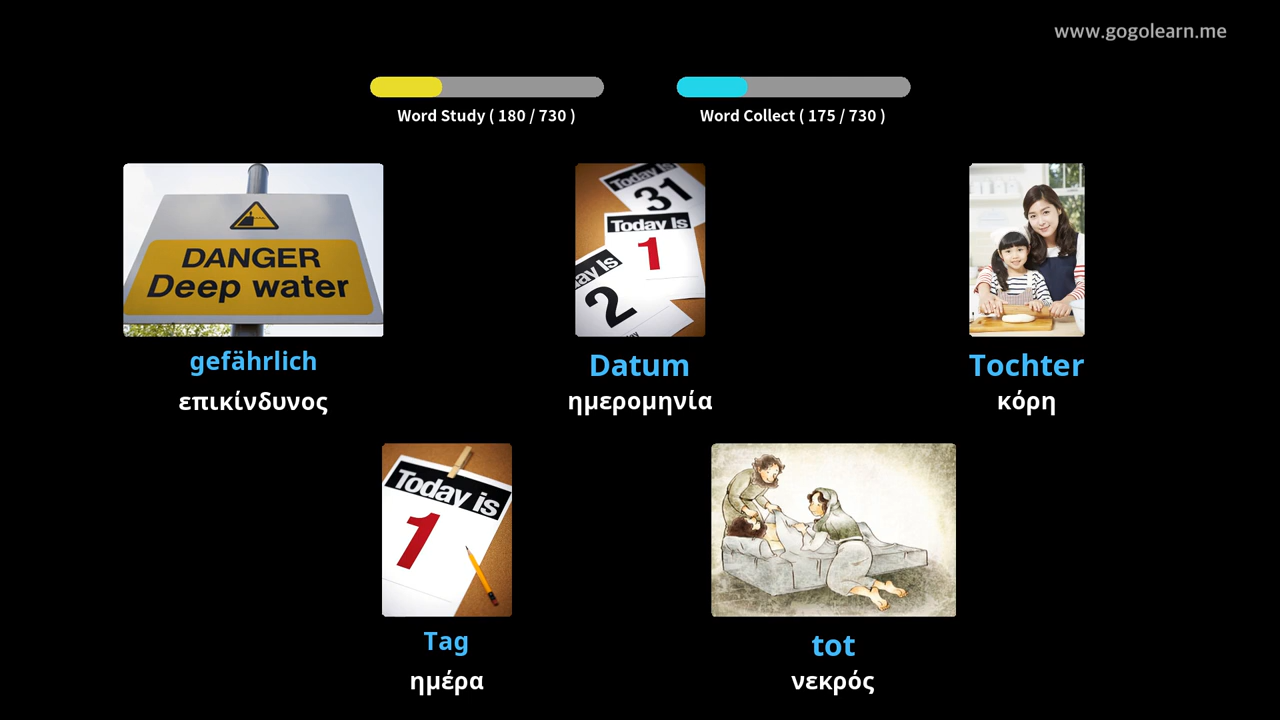 www.gogolearn.me
Word Study ( 180 / 730 )
Word Collect ( 175 / 730 )
DANGER
Deep water
Today is
31
Today is
1
ay Is
2
gefährlich
επικίνδυνος
Datum
ημερομηνία
Tochter
κόρη
Today is
1
Tag
ημέρα
tot
νεκρός